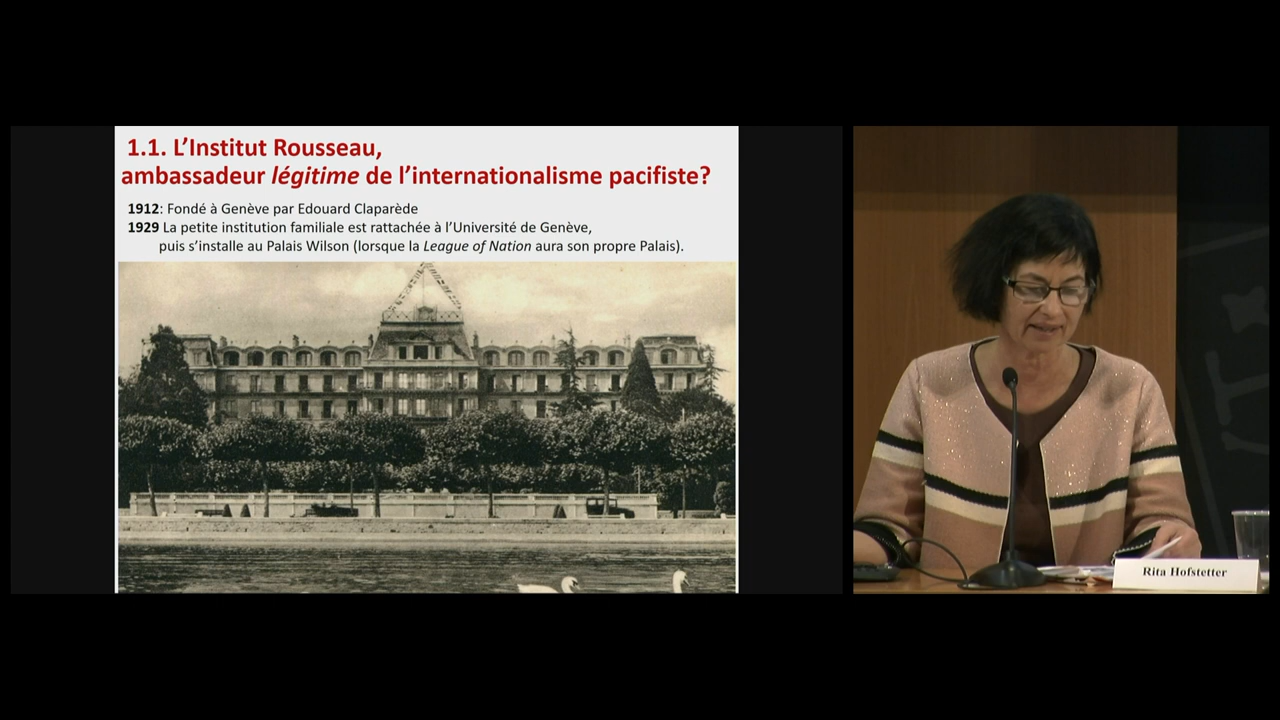 1.1. L'Institut Rousseau,
ambassadeur légitime de l'internationalisme pacifiste?
1912: Fondé à Genève par Edouard Claparède
1929 La petite institution familiale est rattachée à l'Université de Genève,
puis s'installe au Palais Wilson (lorsque la League of Nation aura son propre Palais).
Rita Hofstetter